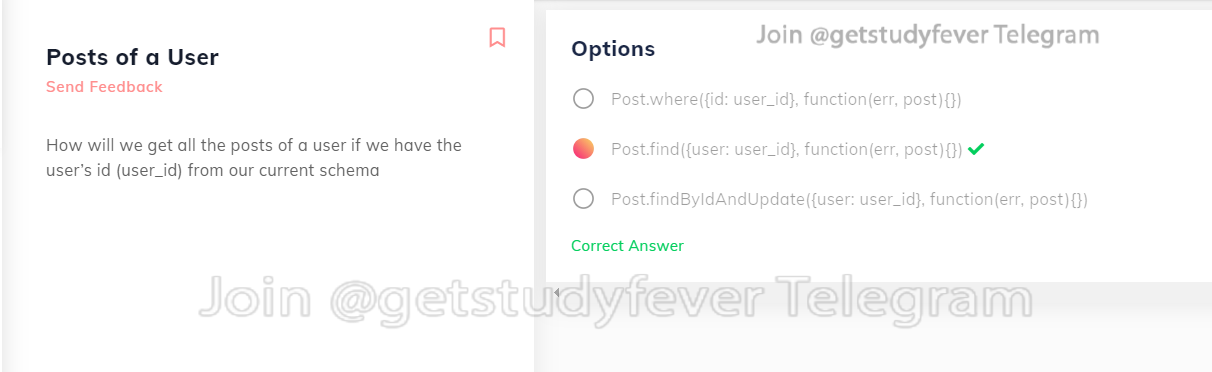 Posts of a User
Send Feedback
How will we get all the posts of a user if we have the
user's id (user_id) from our current schema
Join @getstudyfever Telegram
Options
Post.where({id: user_id}, function(err, post){})
Post.find({user: user_id}, function(err, post){})
Post.findByIdAndUpdate({user: user_id}, function(err, post){})
Correct Answer
Join @getstudyfever Telegram